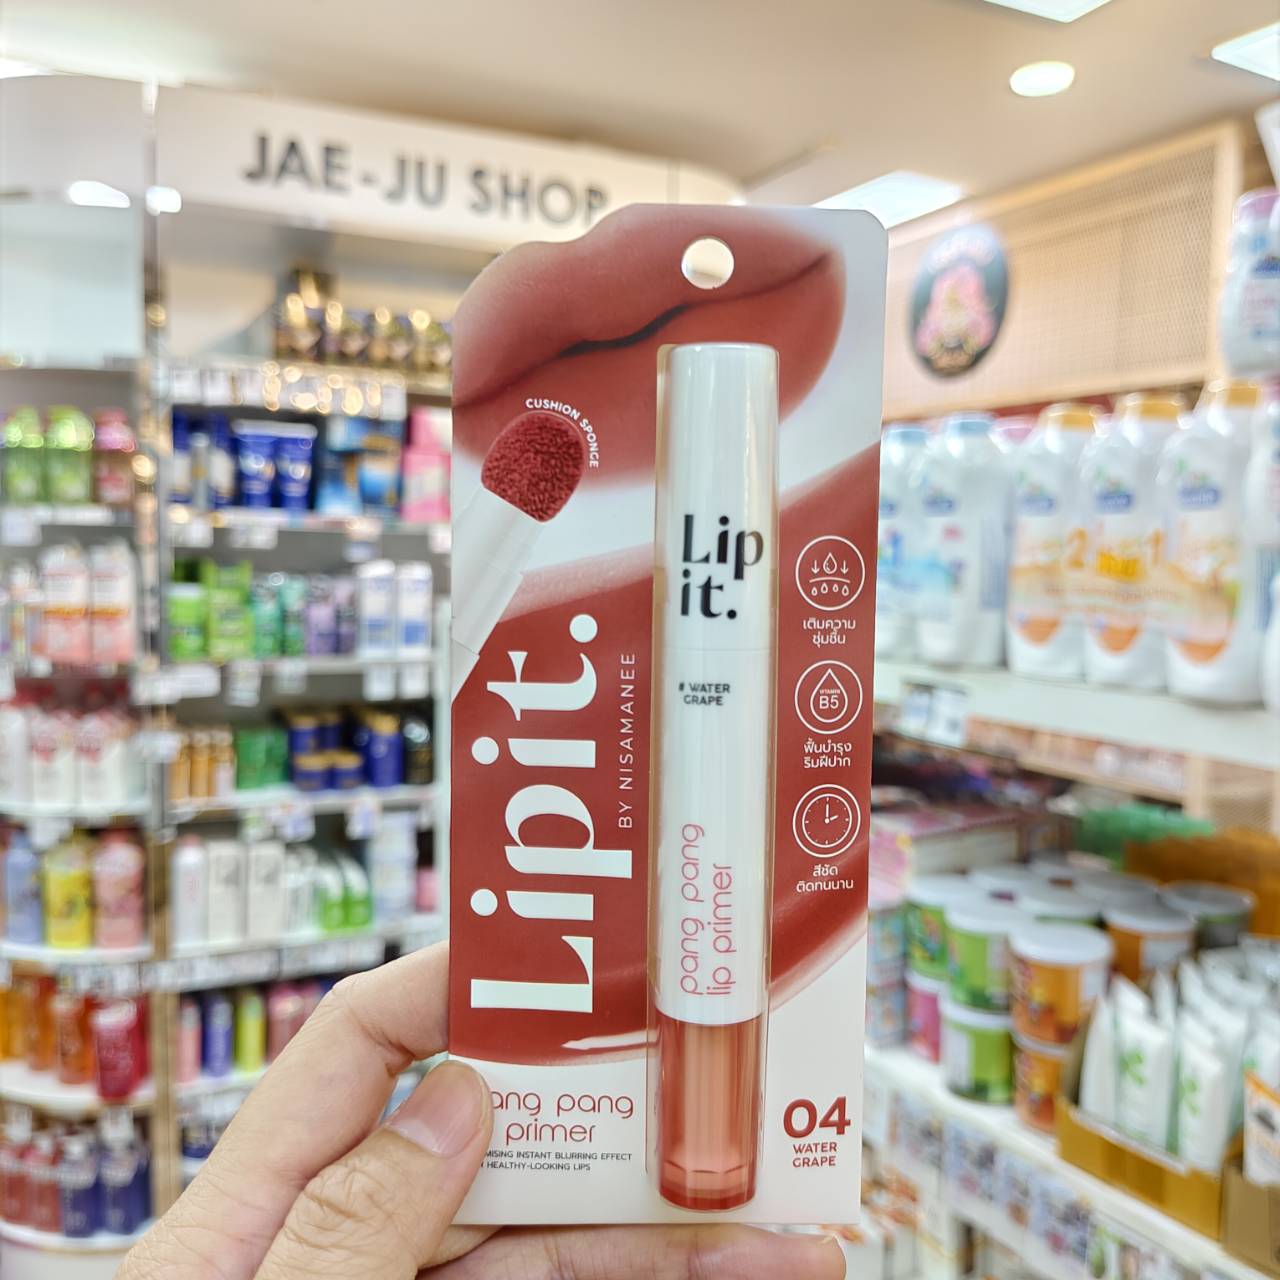 JAE-JU SHOP
CUSHION SPONGE
Lipit.
BY NISAMANEE
Lip
it.
# WATER
GRAPE
pang pang
lip primer
เติมความ
ชุ่มชื้น
VITAMIN
B5
ฟื้นบำรุง
ริมฝีปาก
สีชัด
ติดทนนาน
ang pang
primer
MISING INSTANT BLURRING EFFECT
HEALTHY-LOOKING LIPS
04
WATER
GRAPE